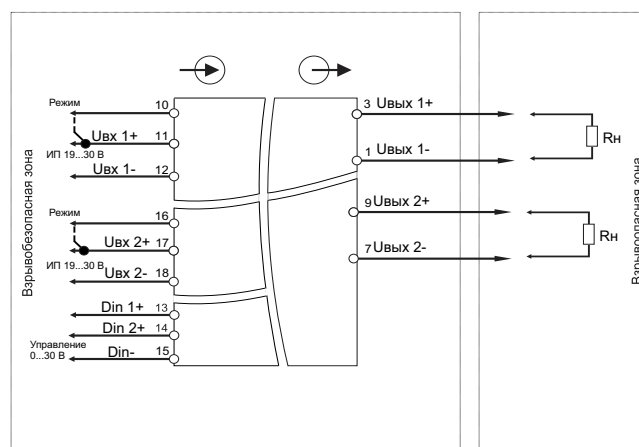 Взрывобезопасная зона
Режим
10
Uвх 1+
11
ИП 19...30 В
Uвх 1-
12
Режим
16
Uвх 2+
17
ИП 19...30 В
Uвх 2-
18
Din 1+
13
Din 2+
14
Управление
0...30 В
Din-
15
3 Uвых 1+
1 Uвых 1-
9 Uвых 2+
7 Uвых 2-
Rн
Rн
Взрывоопасная зона